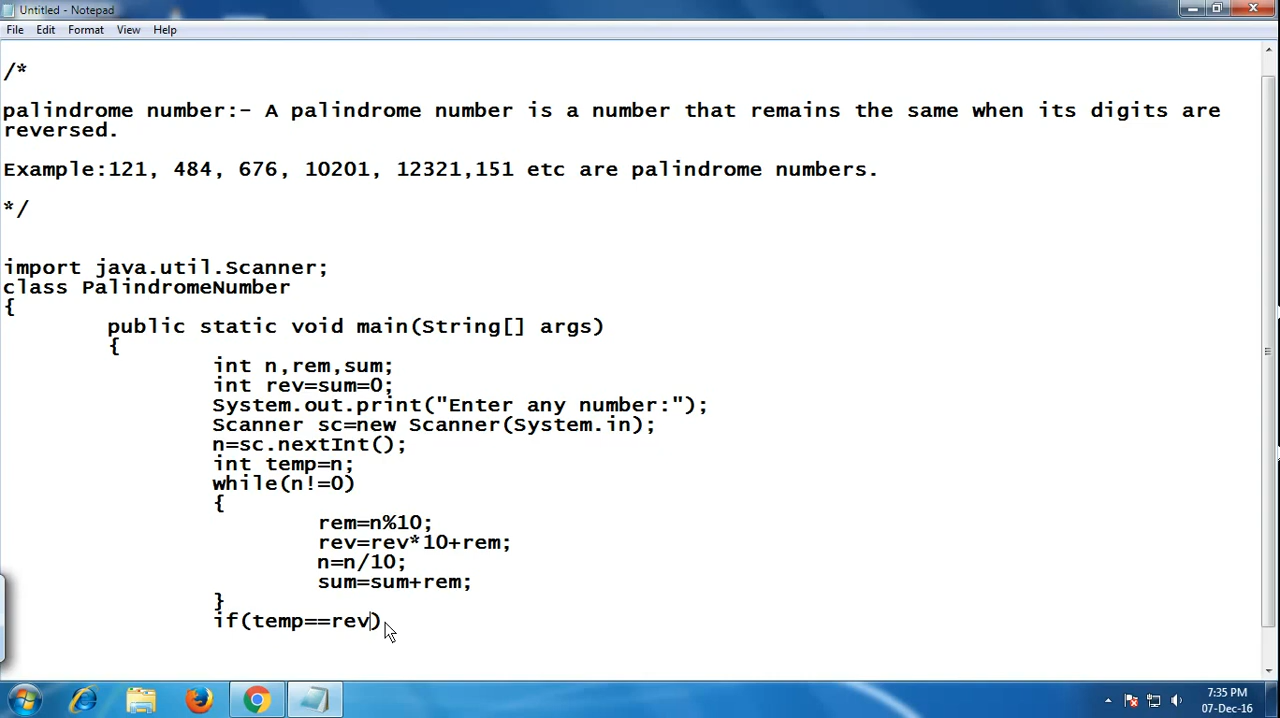 Untitled - Notepad
File Edit Format View Help
/*
palindrome number:- A palindrome number is a number that remains the same when its digits are
reversed.
Example:121, 484, 676, 10201, 12321,151 etc are palindrome numbers.
*/
import java.util.Scanner;
class PalindromeNumber
{
public static void main(String[] args)
{
int n,rem,sum;
int rev=sum=0;
System.out.print("Enter any number:");
Scanner sc=new Scanner(System.in);
n=sc.nextInt();
int temp=n;
while(n!=0)
{
rem=n%10;
rev=rev*10+rem;
n=n/10;
sum=sum+rem;
}
if(temp==rev)
7:35 PM
07-Dec-16